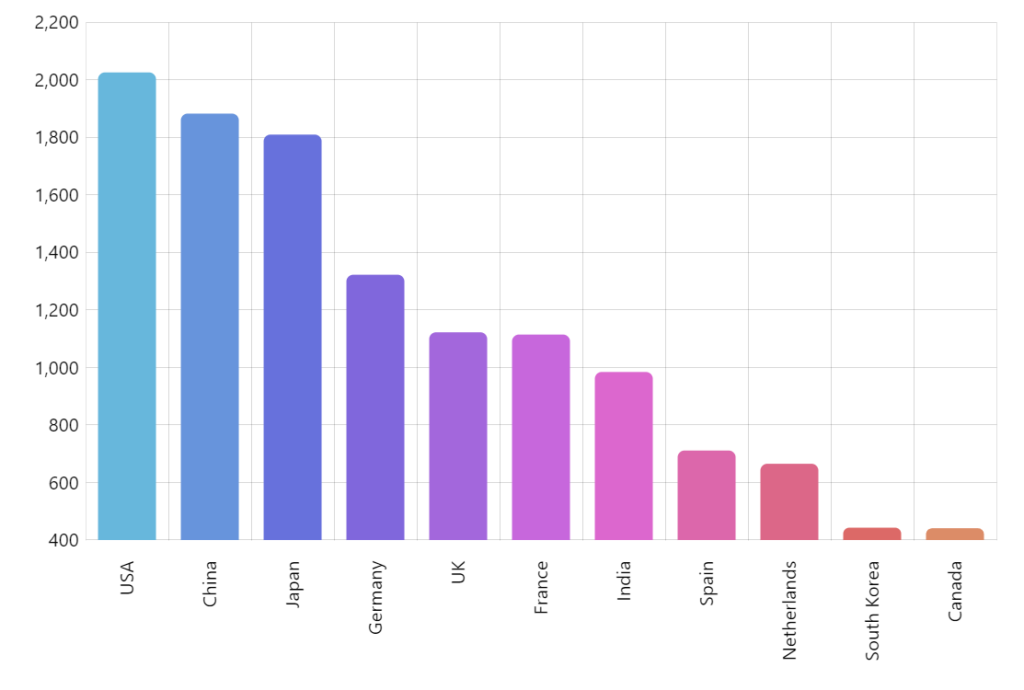 2,200
2,000
1,800
1,600
1,400
1,200
1,000
800
600
400
USA
China
Japan
Germany
UK
France
India
Spain
Netherlands
South Korea
Canada